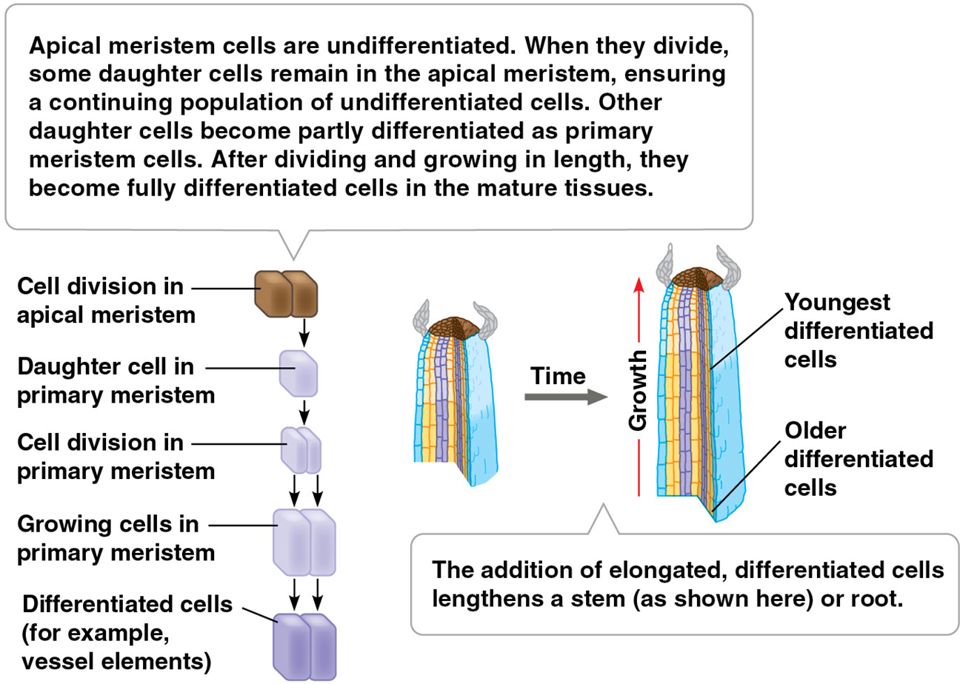 Apical meristem cells are undifferentiated. When they divide,
some daughter cells remain in the apical meristem, ensuring
a continuing population of undifferentiated cells. Other
daughter cells become partly differentiated as primary
meristem cells. After dividing and growing in length, they
become fully differentiated cells in the mature tissues.
Cell division in
apical meristem
Daughter cell in
primary meristem
Cell division in
primary meristem
Growing cells in
primary meristem
Differentiated cells
(for example,
vessel elements)
Time
Growth
Youngest
differentiated
cells
Older
differentiated
cells
The addition of elongated, differentiated cells
lengthens a stem (as shown here) or root.